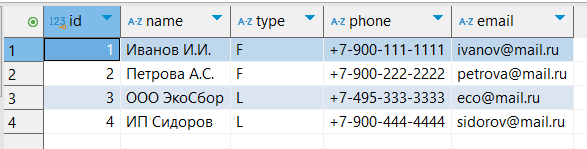 123 id A-Z name A-Z type A-Z phone A-Z email
1 1 Иванов И.И. F +7-900-111-1111 ivanov@mail.ru
2 2 Петрова А.С. F +7-900-222-2222 petrova@mail.ru
3 3 ООО ЭкоСбор L +7-495-333-3333 eco@mail.ru
4 4 ИП Сидоров L +7-900-444-4444 sidorov@mail.ru